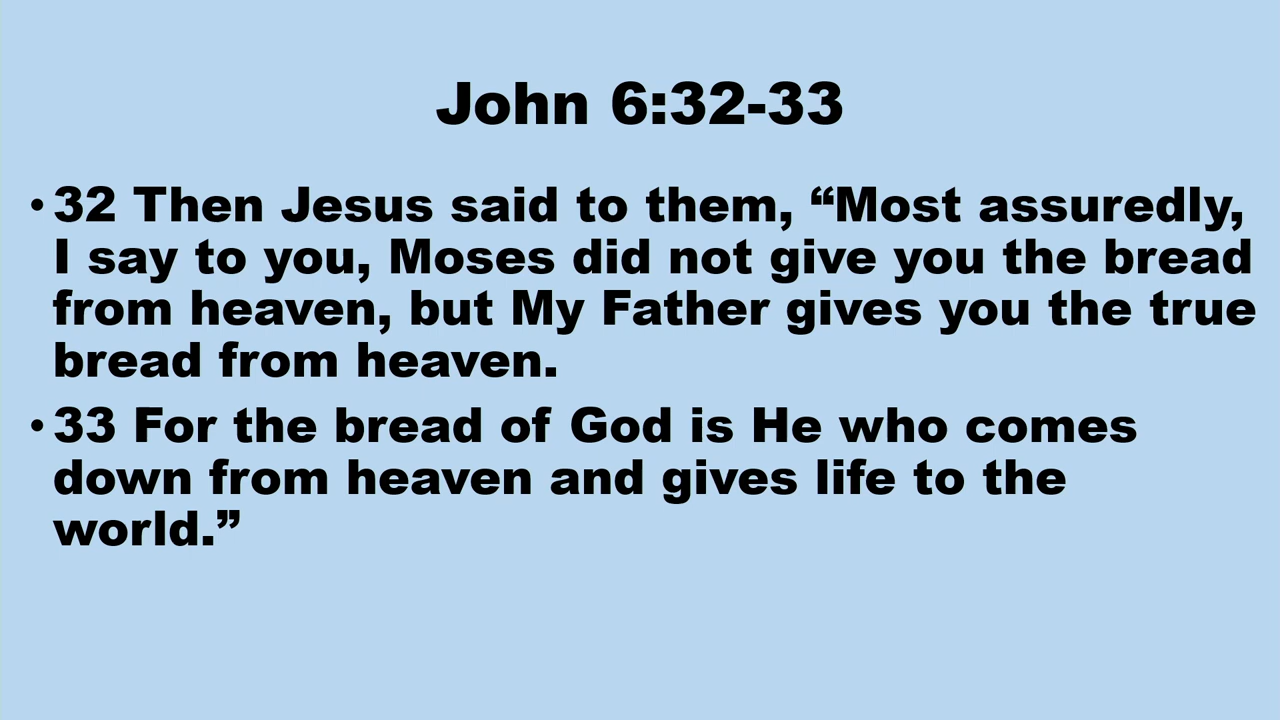 John 6:32-33
• 32 Then Jesus said to them, “Most assuredly,
I say to you, Moses did not give you the bread
from heaven, but My Father gives you the true
bread from heaven.
• 33 For the bread of God is He who comes
down from heaven and gives life to the
world.”